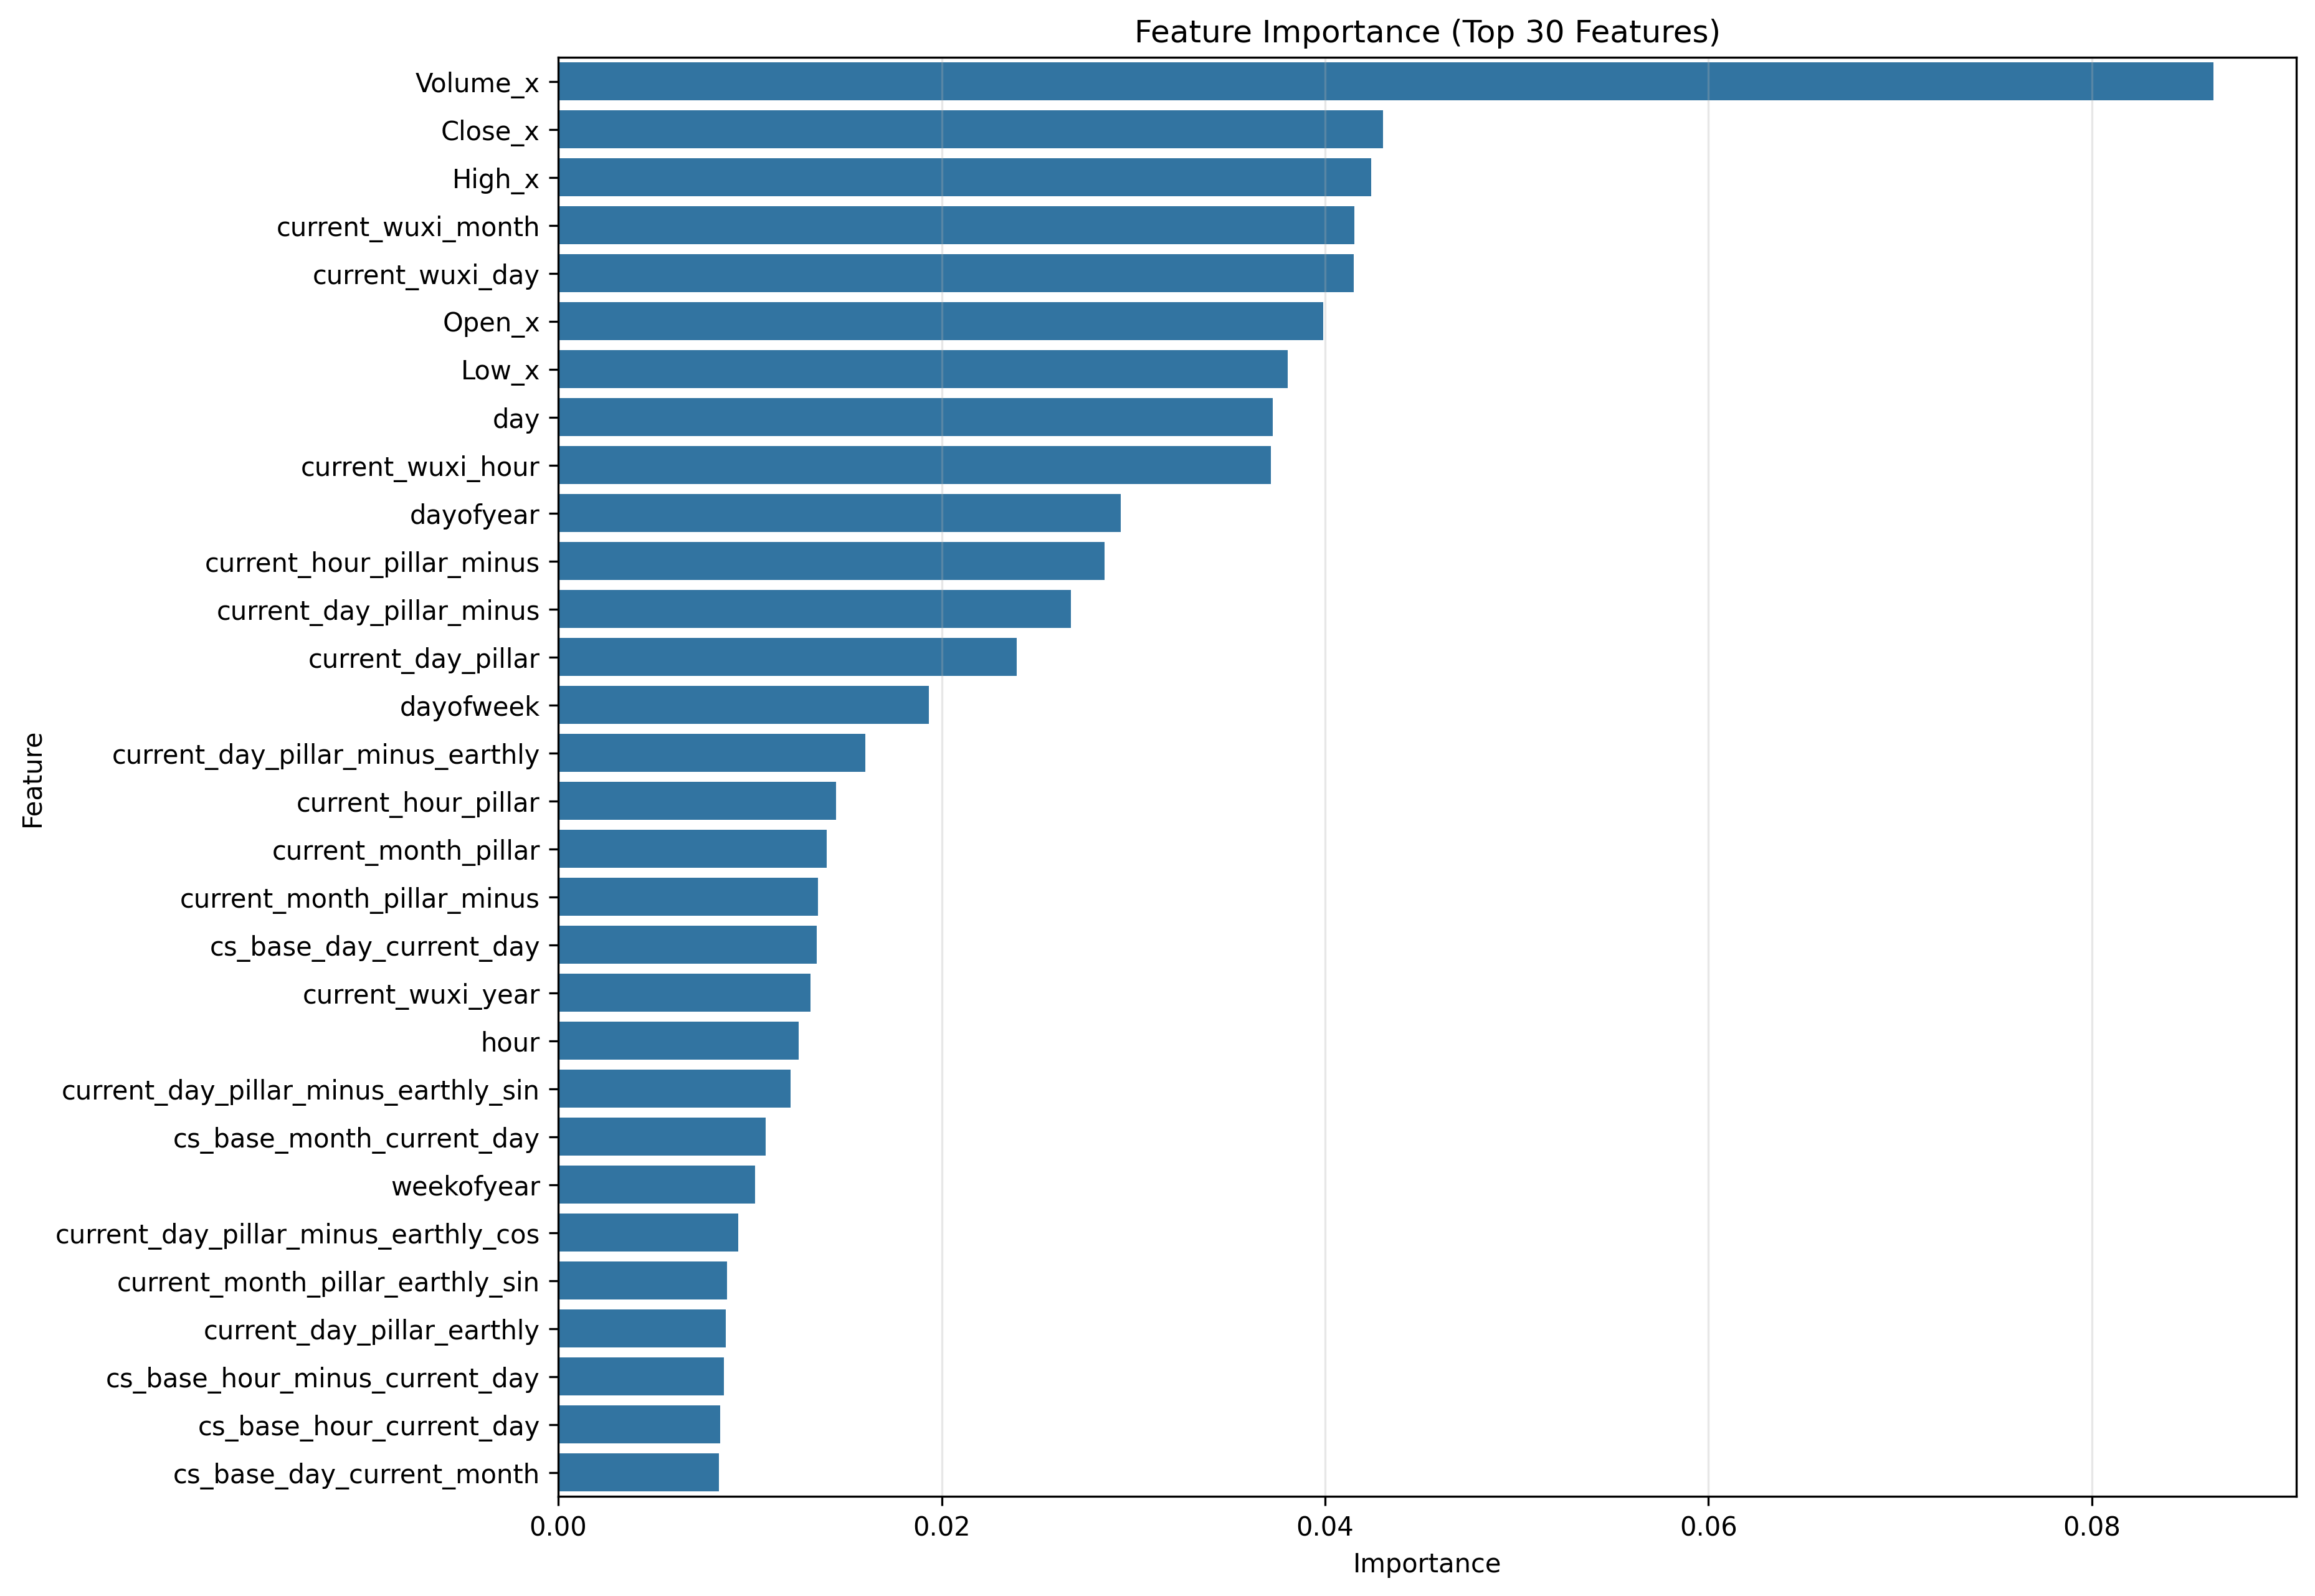 Feature Importance (Top 30 Features)
Volume_x
Close_x
High_x
current_wuxi_month
current_wuxi_day
Open_x
Low_x
day
current_wuxi_hour
dayofyear
current_hour_pillar_minus
current_day_pillar_minus
current_day_pillar
dayofweek
current_day_pillar_minus_earthly
current_hour_pillar
current_month_pillar
current_month_pillar_minus
cs_base_day_current_day
current_wuxi_year
hour
current_day_pillar_minus_earthly_sin
cs_base_month_current_day
weekofyear
current_day_pillar_minus_earthly_cos
current_month_pillar_earthly_sin
current_day_pillar_earthly
cs_base_hour_minus_current_day
cs_base_hour_current_day
cs_base_day_current_month
Feature
0.00 0.02 0.04 0.06 0.08
Importance